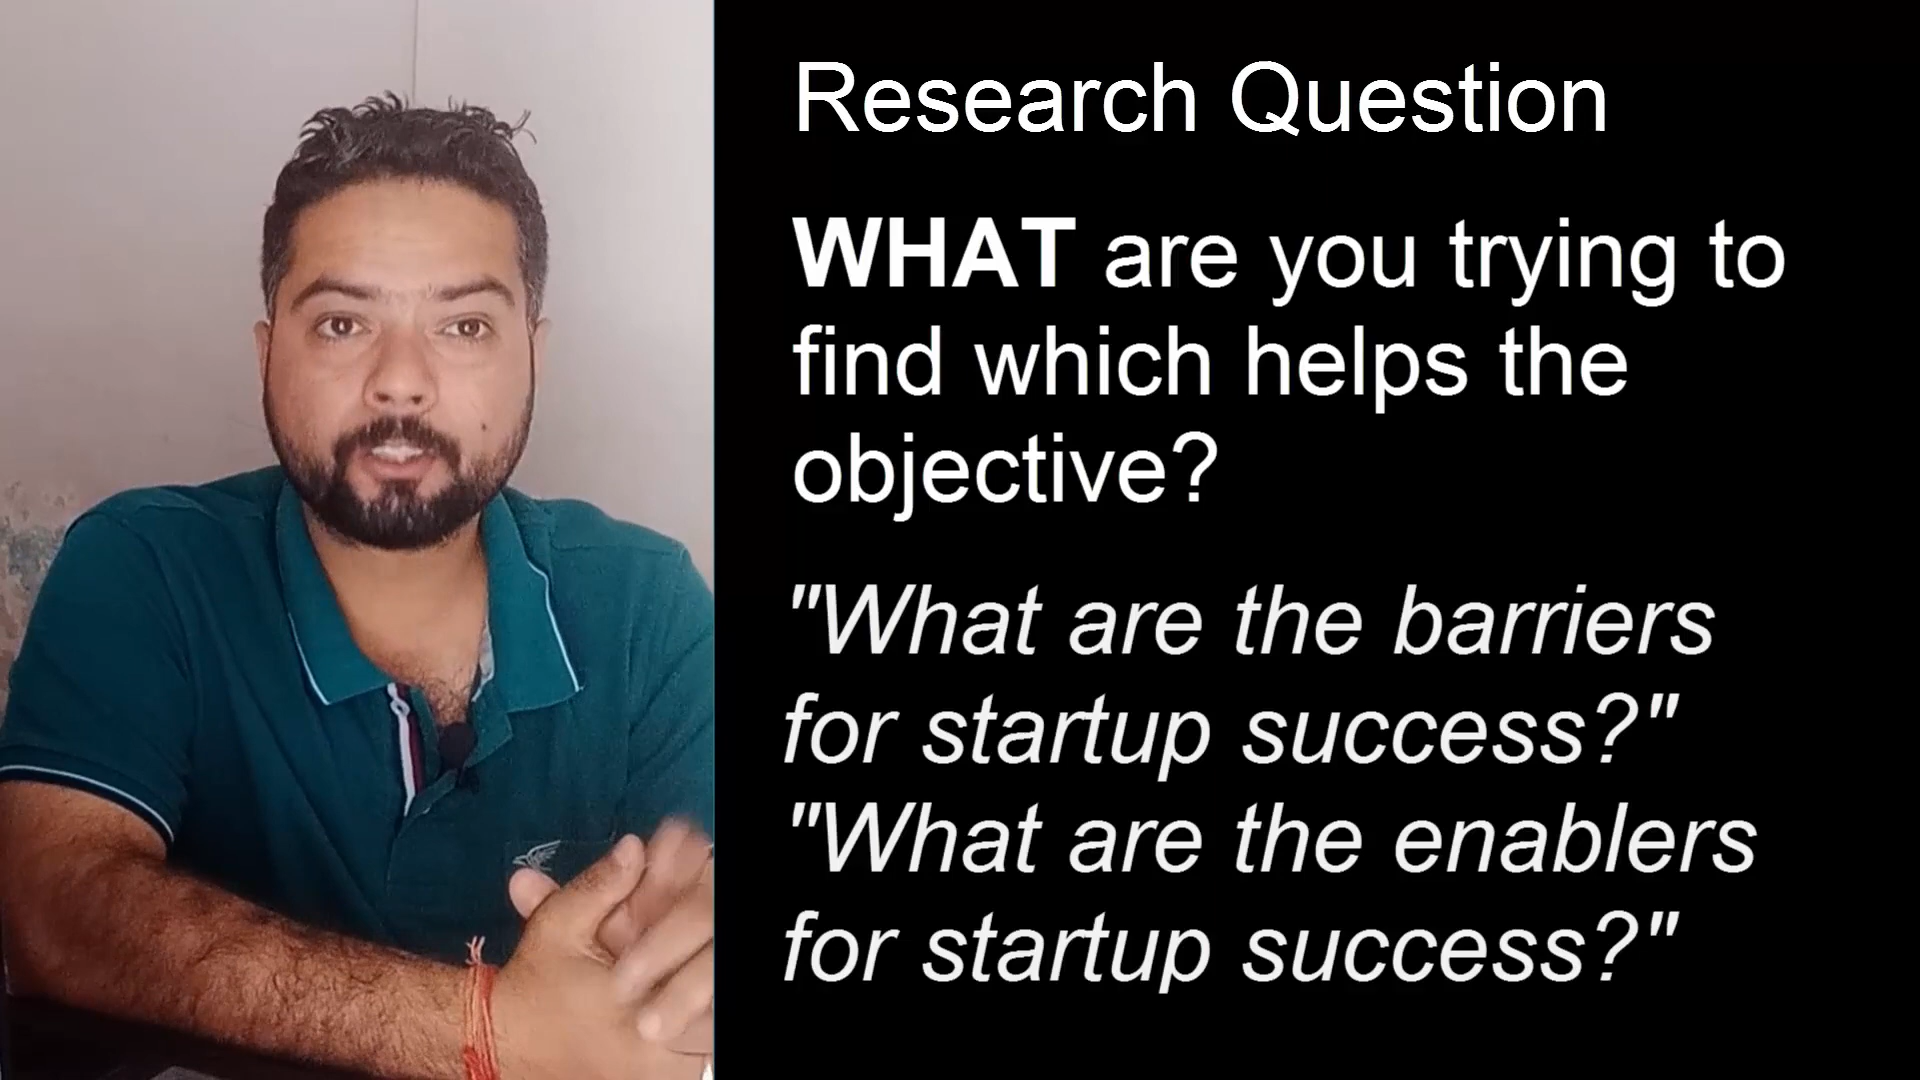 Research Question
WHAT are you trying to
find which helps the
objective?
"What are the barriers
for startup success?"
"What are the enablers
for startup success?"